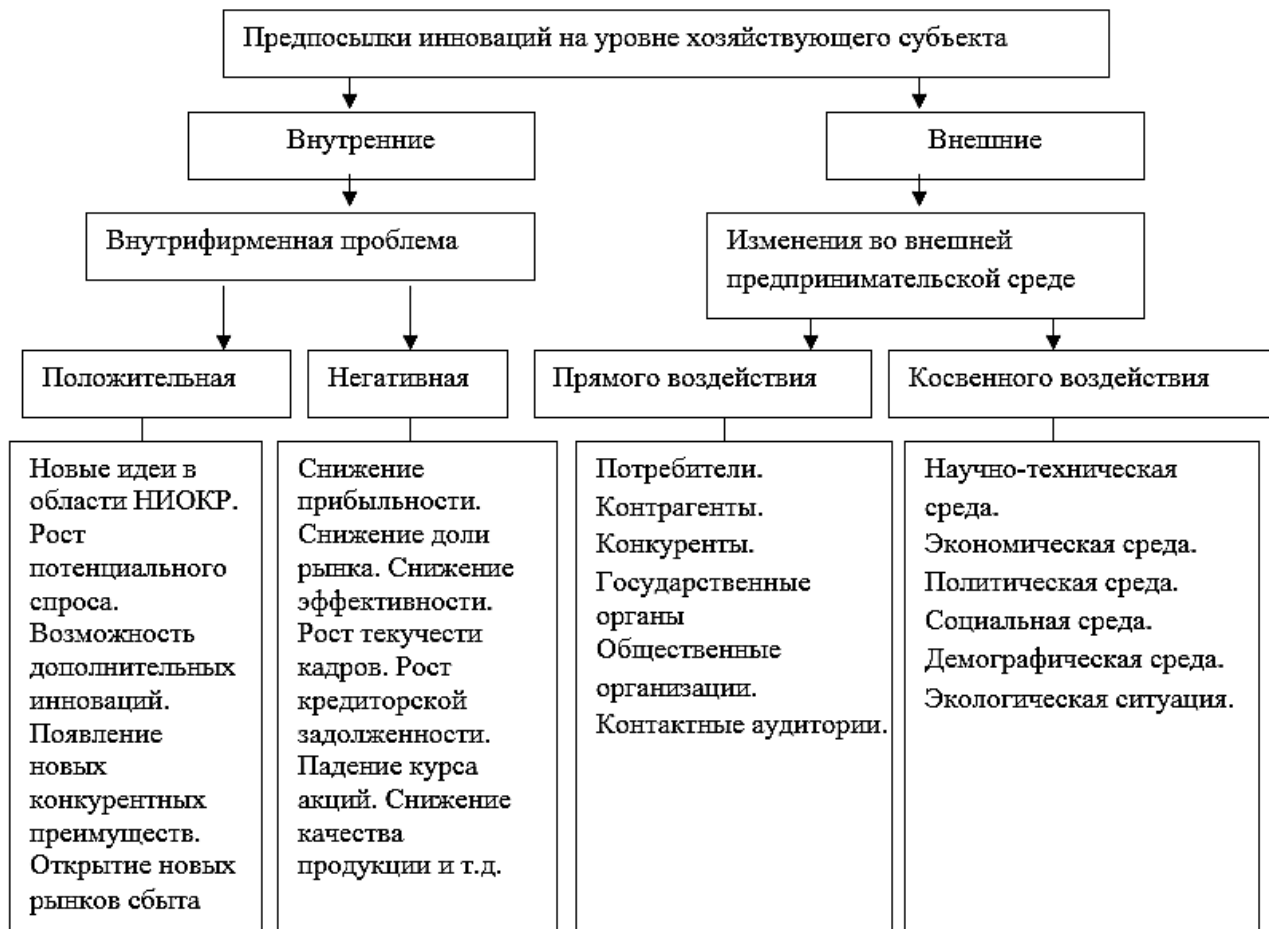 Предпосылки инноваций на уровне хозяйствующего субъекта
Внутренние
Внешние
Внутрифирменная проблема
Изменения во внешней
предпринимательской среде
Положительная
Негативная
Прямого воздействия
Косвенного воздействия
Новые идеи в
области НИОКР.
Рост
потенциального
спроса.
Возможность
дополнительных
инноваций.
Появление
новых
конкурентных
преимуществ.
Открытие новых
рынков сбыта
Снижение
прибыльности.
Снижение доли
рынка. Снижение
эффективности.
Рост текучести
кадров. Рост
кредиторской
задолженности.
Падение курса
акций. Снижение
качества
продукции и т.д.
Потребители.
Контрагенты.
Конкуренты.
Государственные
органы
Общественные
организации.
Контактные аудитории.
Научно-техническая
среда.
Экономическая среда.
Политическая среда.
Социальная среда.
Демографическая среда.
Экологическая ситуация.